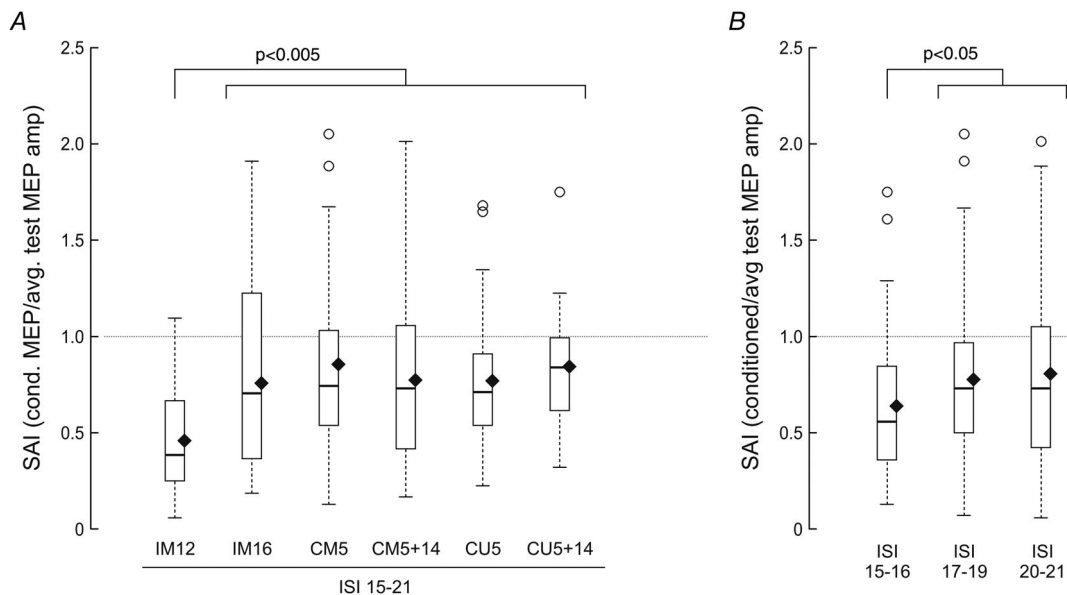 A
SAI (cond. MEP/avg. test MEP amp)
2.5
2.0
1.5
1.0
0.5
0
p<0.005
IM12 IM16 CM5 CM5+14 CU5 CU5+14
ISI 15-21
B
SAI (conditioned/avg test MEP amp)
2.5
2.0
1.5
1.0
0.5
0
p<0.05
ISI ISI ISI
15-16 17-19 20-21